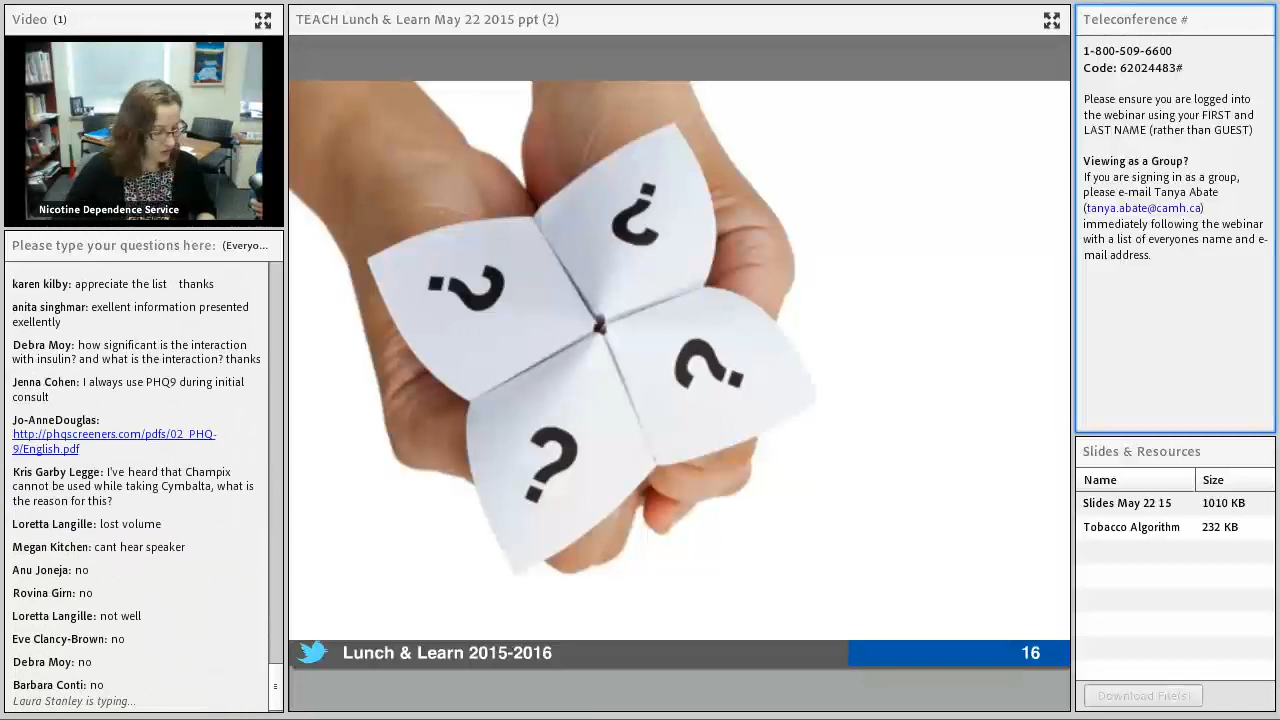 Video (1)
Nicotine Dependence Service
Please type your questions here: (Everyo...
karen kilby: appreciate the list thanks
anita singhmar: exellent information presented
exellently
Debra Moy: how significant is the interaction
with insulin? and what is the interaction? thanks
Jenna Cohen: I always use PHQ9 during initial
consult
Jo-AnneDouglas:
http://phqscreeners.com/pdfs/02_PHQ-
9/English.pdf
Kris Garby Legge: I've heard that Champix
cannot be used while taking Cymbalta, what is
the reason for this?
Loretta Langille: lost volume
Megan Kitchen: cant hear speaker
Anu Joneja: no
Rovina Girn: no
Loretta Langille: not well
Eve Clancy-Brown: no
Debra Moy: no
Barbara Conti: no
Laura Stanley is typing...
TEACH Lunch & Learn May 22 2015 ppt (2)
?
?
?
?
Lunch & Learn 2015-2016
16
Teleconference #
1-800-509-6600
Code: 62024483#
Please ensure you are logged into
the webinar using your FIRST and
LAST NAME (rather than GUEST)
Viewing as a Group?
If you are signing in as a group,
please e-mail Tanya Abate
(tanya.abate@camh.ca)
immediately following the webinar
with a list of everyones name and e-
mail address.
Slides & Resources
Name Size
Slides May 22 15 1010 KB
Tobacco Algorithm 232 KB
Download File(s)